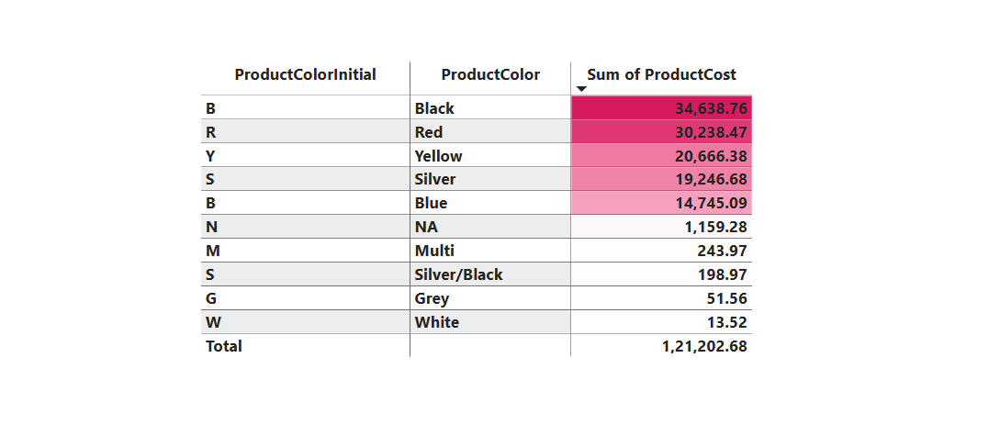 ProductColorInitial ProductColor Sum of ProductCost
B Black 34,638.76
R Red 30,238.47
Y Yellow 20,666.38
S Silver 19,246.68
B Blue 14,745.09
N NA 1,159.28
M Multi 243.97
S Silver/Black 198.97
G Grey 51.56
W White 13.52
Total 1,21,202.68